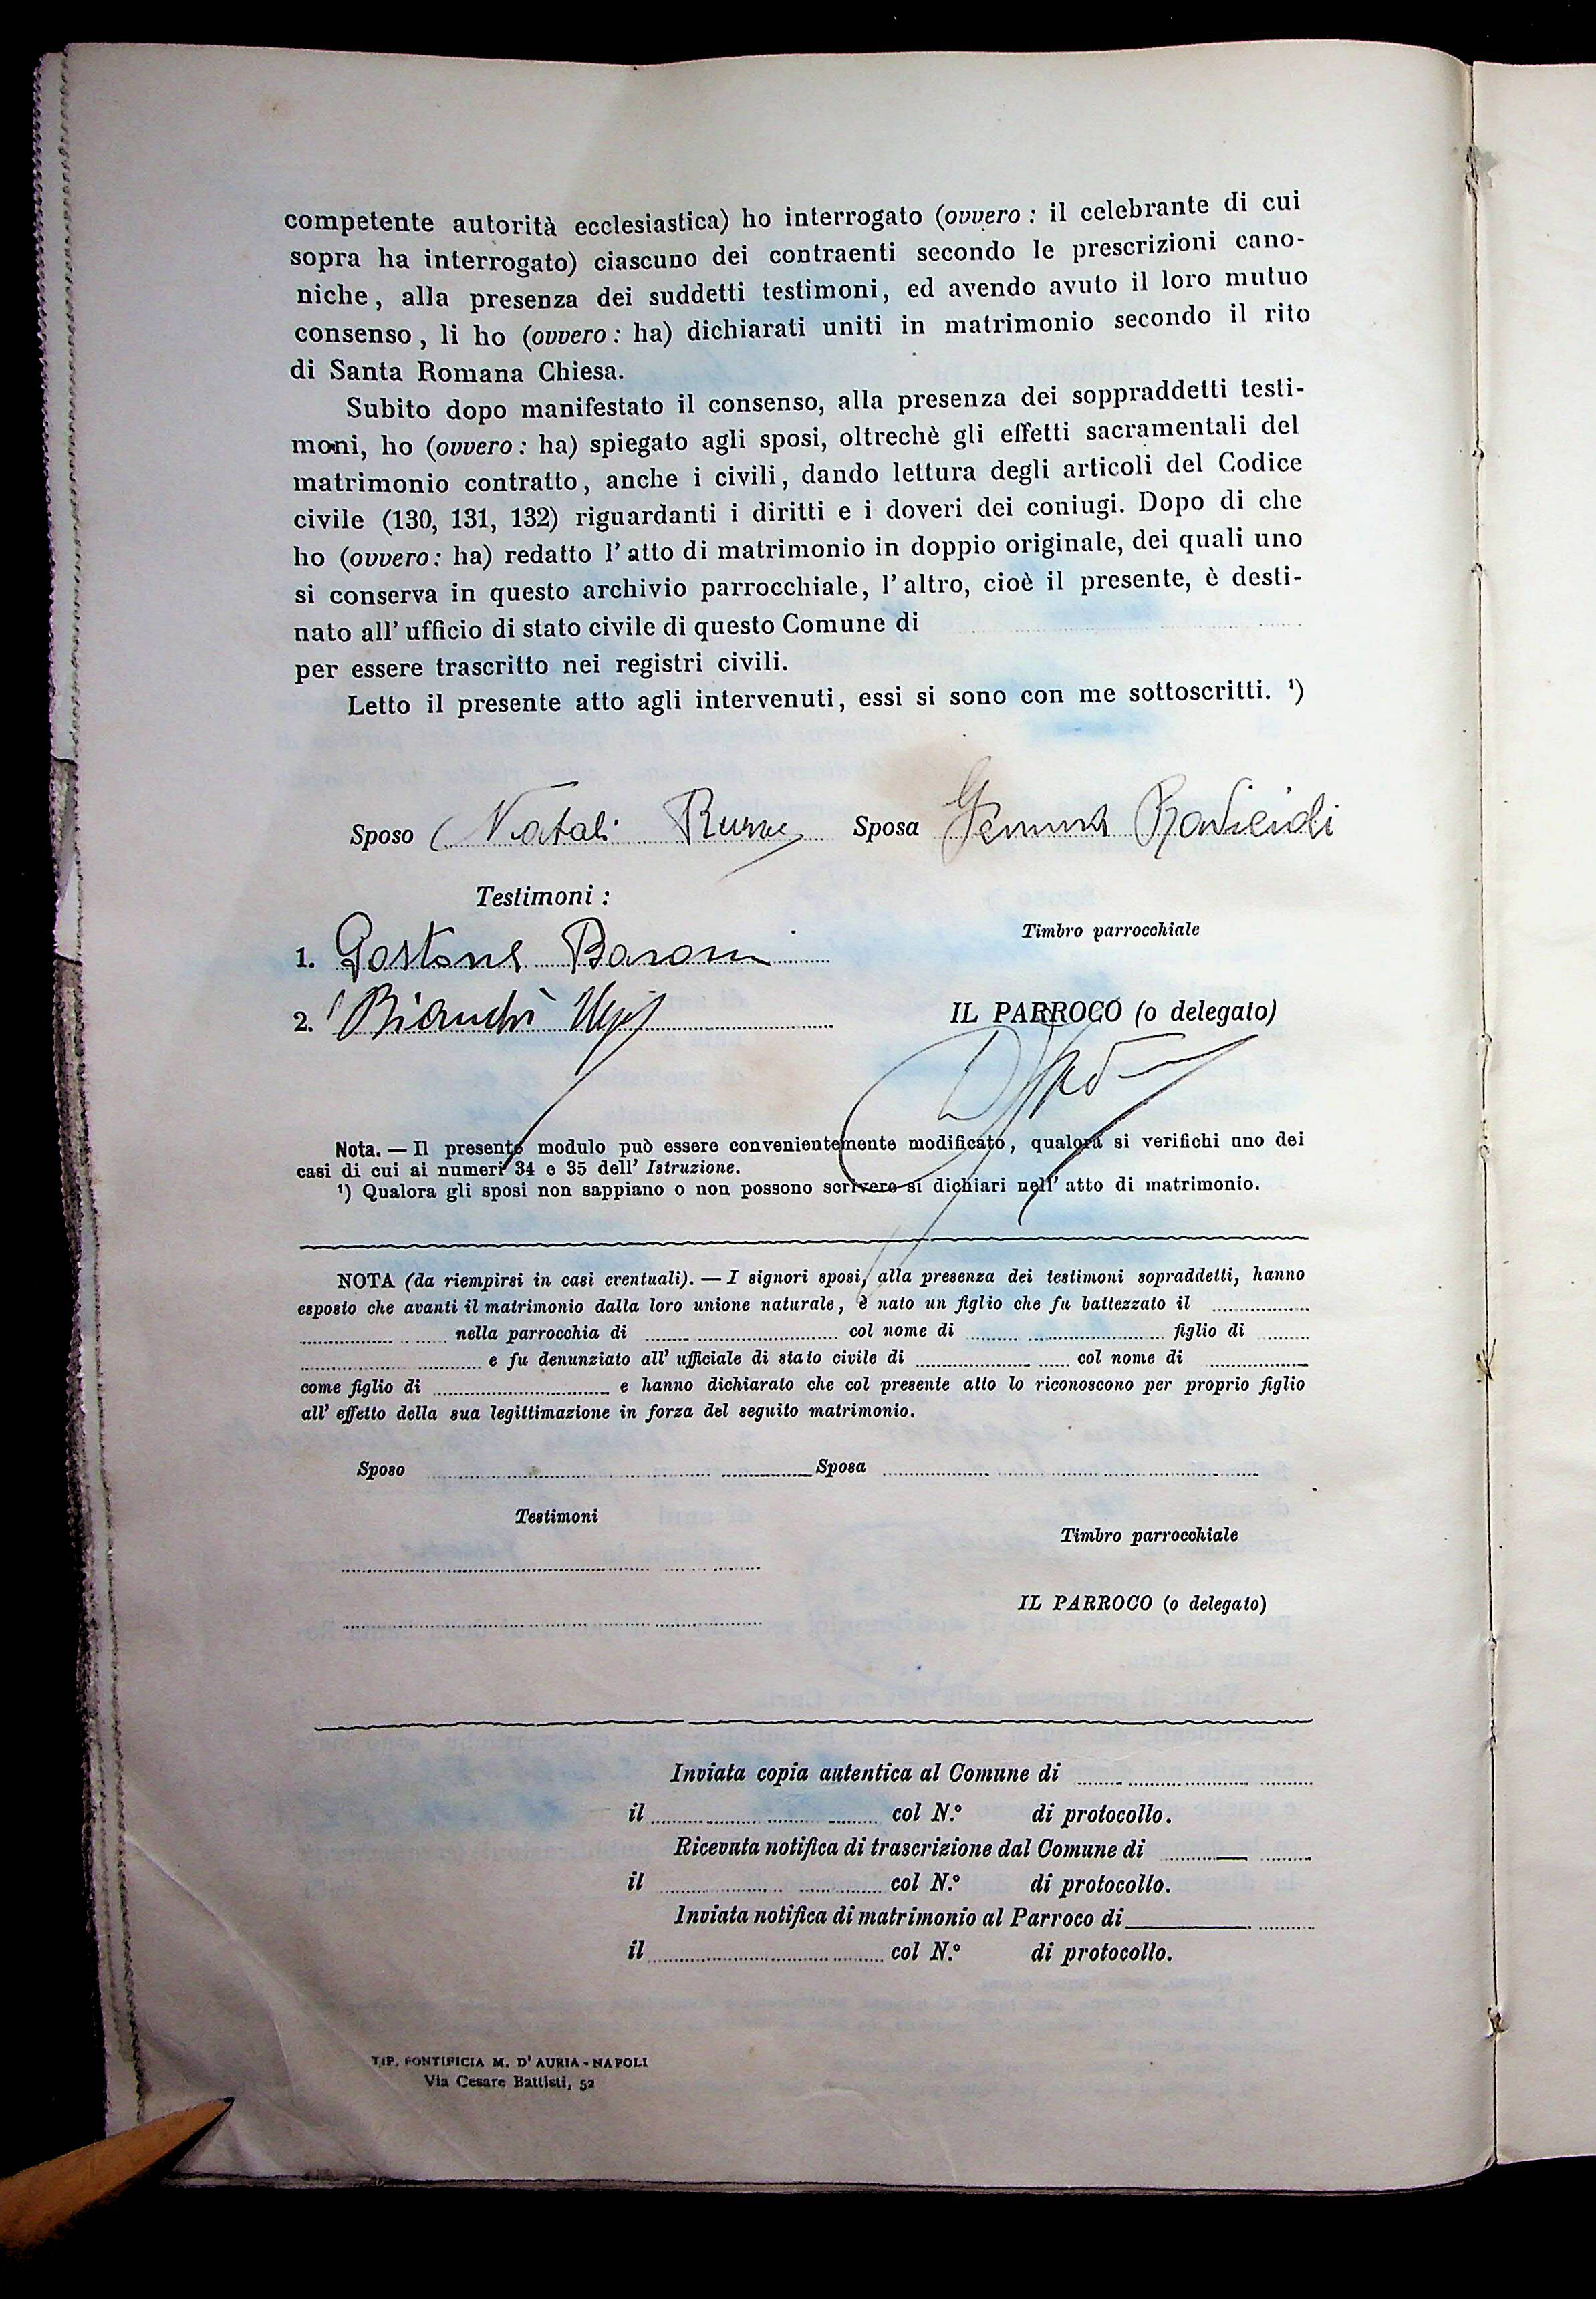 competente autorità ecclesiastica) ho interrogato (ovvero : il celebrante di cui
sopra ha interrogato) ciascuno dei contraenti secondo le prescrizioni cano-
niche, alla presenza dei suddetti testimoni, ed avendo avuto il loro mutuo
consenso, li ho (ovvero : ha) dichiarati uniti in matrimonio secondo il rito
di Santa Romana Chiesa.
Subito dopo manifestato il consenso, alla presenza dei soppraddetti testi-
moni, ho (ovvero : ha) spiegato agli sposi, oltrechè gli effetti sacramentali del
matrimonio contratto, anche i civili, dando lettura degli articoli del Codice
civile (130, 131, 132) riguardanti i diritti e i doveri dei coniugi. Dopo di che
ho (ovvero : ha) redatto l' atto di matrimonio in doppio originale, dei quali uno
si conserva in questo archivio parrocchiale, l' altro, cioè il presente, è desti-
nato all' ufficio di stato civile di questo Comune di
per essere trascritto nei registri civili.
Letto il presente atto agli intervenuti, essi si sono con me sottoscritti. ¹)
Sposo Natali Sposa Gemma
Testimoni :
Timbro parrocchiale
1. Gastone Baroni
2. Bianchi
IL PARROCO (o delegato)
Nota. — Il presente modulo può essere convenientemente modificato, qualora si verifichi uno dei
casi di cui ai numeri 34 e 35 dell' Istruzione.
¹) Qualora gli sposi non sappiano o non possono scrivere si dichiari nell' atto di matrimonio.
NOTA (da riempirsi in casi eventuali). — I signori sposi, alla presenza dei testimoni sopraddetti, hanno
esposto che avanti il matrimonio dalla loro unione naturale, è nato un figlio che fu battezzato il
nella parrocchia di col nome di figlio di
e fu denunziato all' ufficiale di stato civile di col nome di
come figlio di e hanno dichiarato che col presente atto lo riconoscono per proprio figlio
all' effetto della sua legittimazione in forza del seguito matrimonio.
Sposo Sposa
Testimoni
Timbro parrocchiale
IL PARROCO (o delegato)
Inviata copia autentica al Comune di
il col N.° di protocollo.
Ricevuta notifica di trascrizione dal Comune di
il col N.° di protocollo.
Inviata notifica di matrimonio al Parroco di
il col N.° di protocollo.
TIP. PONTIFICIA M. D' AURIA - NAPOLI
Via Cesare Battisti, 52